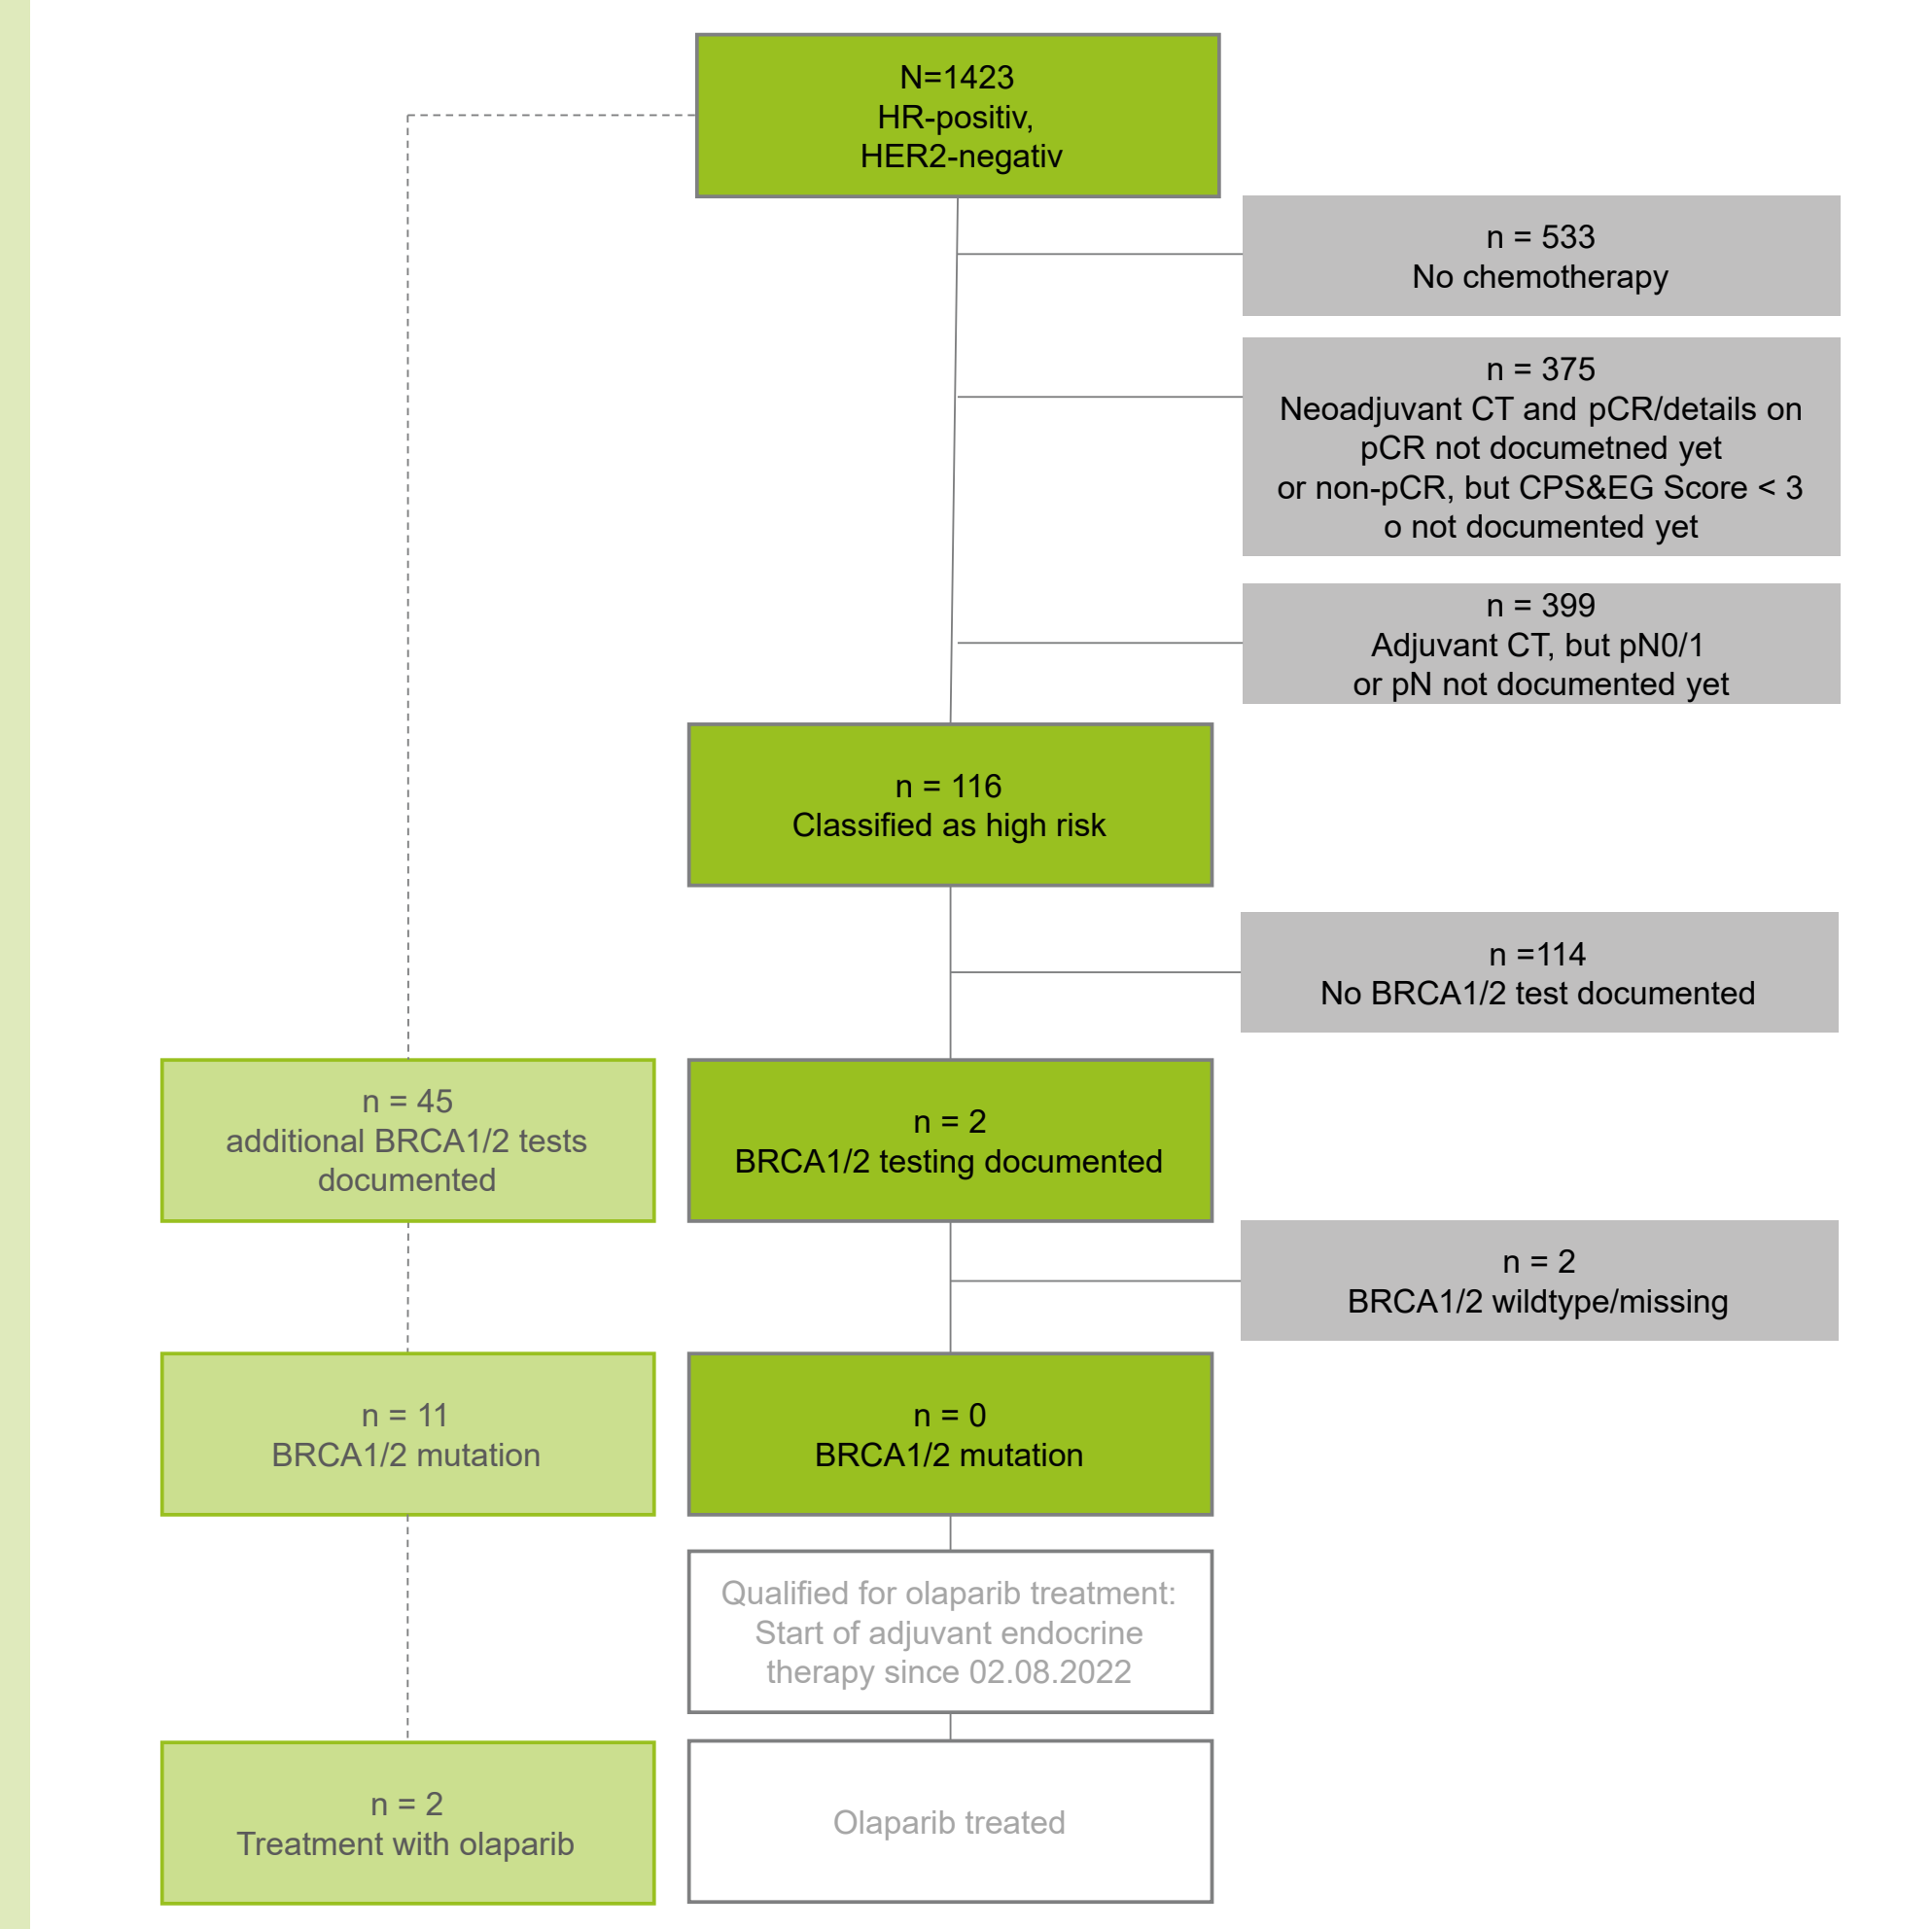 N=1423
HR-positiv,
HER2-negativ
n = 533
No chemotherapy
n = 375
Neoadjuvant CT and pCR/details on
pCR not documetned yet
or non-pCR, but CPS&EG Score < 3
o not documented yet
n = 399
Adjuvant CT, but pN0/1
or pN not documented yet
n = 116
Classified as high risk
n =114
No BRCA1/2 test documented
n = 45
additional BRCA1/2 tests
documented
n = 2
BRCA1/2 testing documented
n = 2
BRCA1/2 wildtype/missing
n = 11
BRCA1/2 mutation
n = 0
BRCA1/2 mutation
Qualified for olaparib treatment:
Start of adjuvant endocrine
therapy since 02.08.2022
n = 2
Treatment with olaparib
Olaparib treated